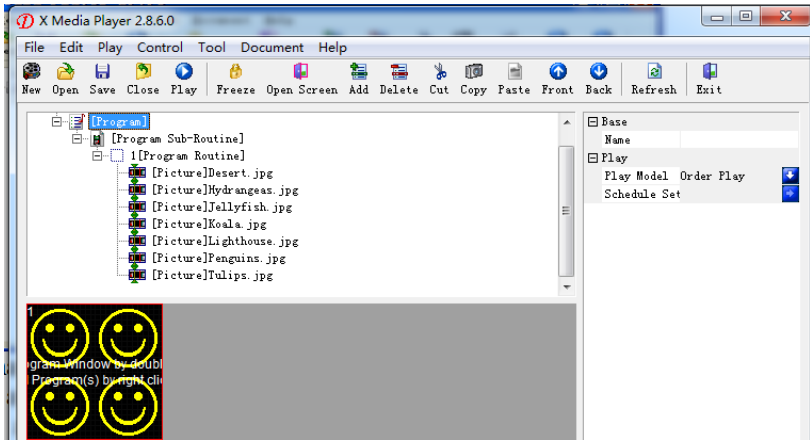 X Media Player 2.8.6.0
File Edit Play Control Tool Document Help
New Open Save Close Play Freeze Open Screen Add Delete Cut Copy Paste Front Back Refresh Exit
[Program]
[Program Sub-Routine]
1[Program Routine]
[Picture]Desert.jpg
[Picture]Hydrangeas.jpg
[Picture]Jellyfish.jpg
[Picture]Koala.jpg
[Picture]Lighthouse.jpg
[Picture]Penguins.jpg
[Picture]Tulips.jpg
Base
Name
Play
Play Model Order Play
Schedule Set
1
ogram Window by doubl
Program(s) by right cli